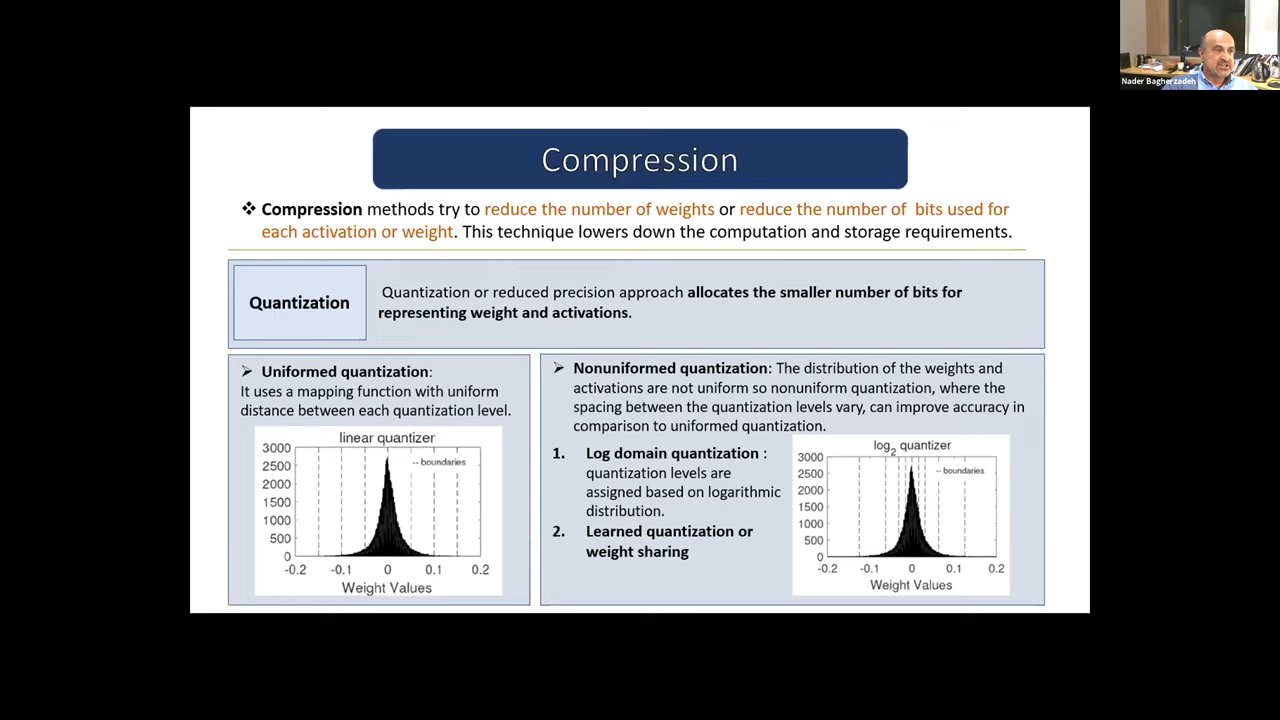 Nader Bagherzadeh
Compression
❖ Compression methods try to reduce the number of weights or reduce the number of bits used for
each activation or weight. This technique lowers down the computation and storage requirements.
Quantization
Quantization or reduced precision approach allocates the smaller number of bits for
representing weight and activations.
➢ Uniformed quantization:
It uses a mapping function with uniform
distance between each quantization level.
linear quantizer
3000
2500
2000
1500
1000
500
0
-- boundaries
-0.2 -0.1 0 0.1 0.2
Weight Values
➢ Nonuniformed quantization: The distribution of the weights and
activations are not uniform so nonuniform quantization, where the
spacing between the quantization levels vary, can improve accuracy in
comparison to uniformed quantization.
1. Log domain quantization :
quantization levels are
assigned based on logarithmic
distribution.
2. Learned quantization or
weight sharing
log2 quantizer
3000
2500
2000
1500
1000
500
0
-- boundaries
-0.2 -0.1 0 0.1 0.2
Weight Values